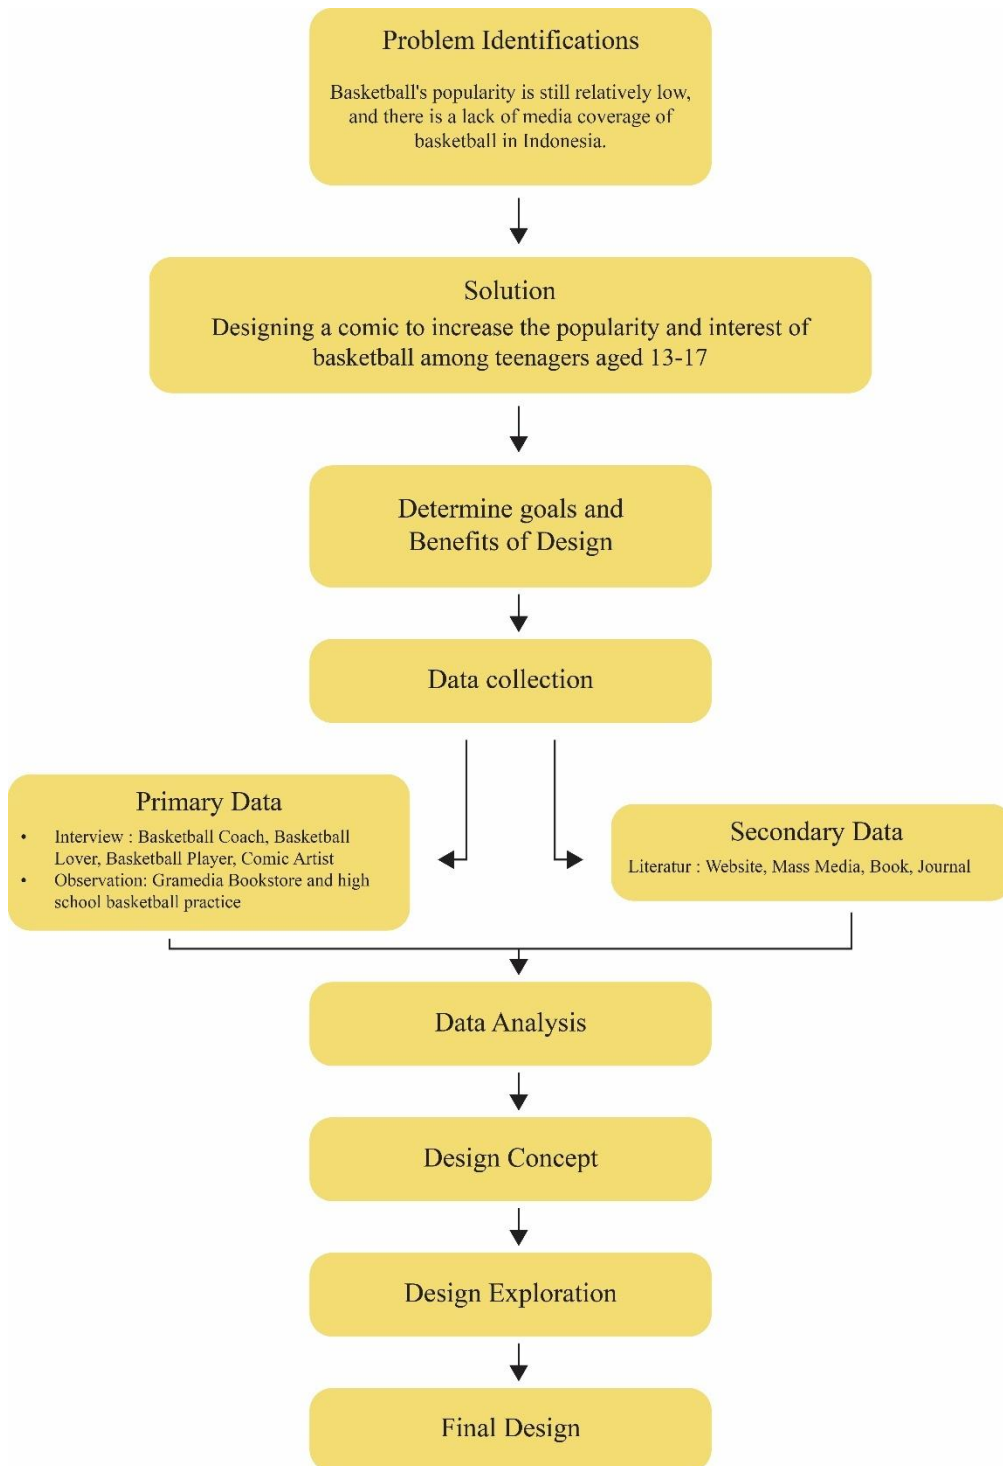 Problem Identifications
Basketball's popularity is still relatively low,
and there is a lack of media coverage of
basketball in Indonesia.
Solution
Designing a comic to increase the popularity and interest of
basketball among teenagers aged 13-17
Determine goals and
Benefits of Design
Data collection
Primary Data
• Interview : Basketball Coach, Basketball
Lover, Basketball Player, Comic Artist
• Observation: Gramedia Bookstore and high
school basketball practice
Secondary Data
Literatur : Website, Mass Media, Book, Journal
Data Analysis
Design Concept
Design Exploration
Final Design